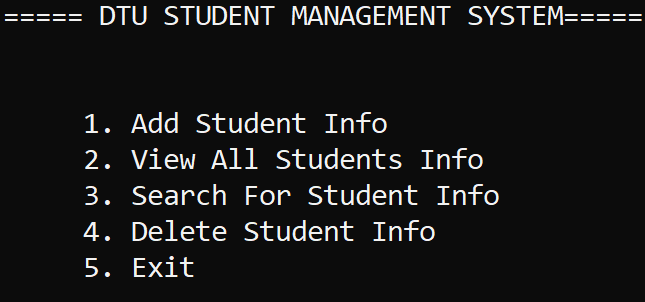 ===== DTU STUDENT MANAGEMENT SYSTEM=====
1. Add Student Info
2. View All Students Info
3. Search For Student Info
4. Delete Student Info
5. Exit